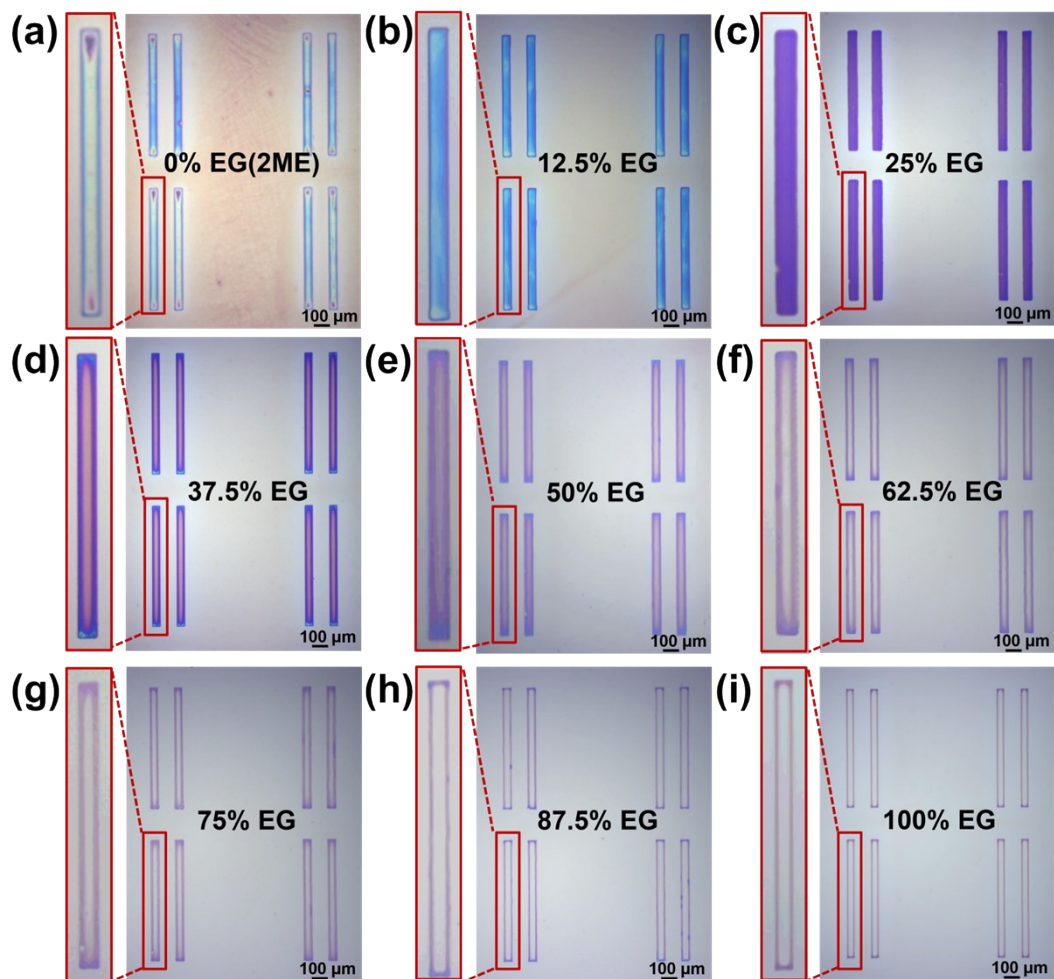 (a)
0% EG(2ME)
100 µm
(b)
12.5% EG
100 µm
(c)
25% EG
100 µm
(d)
37.5% EG
100 µm
(e)
50% EG
100 µm
(f)
62.5% EG
100 µm
(g)
75% EG
100 µm
(h)
87.5% EG
100 µm
(i)
100% EG
100 µm